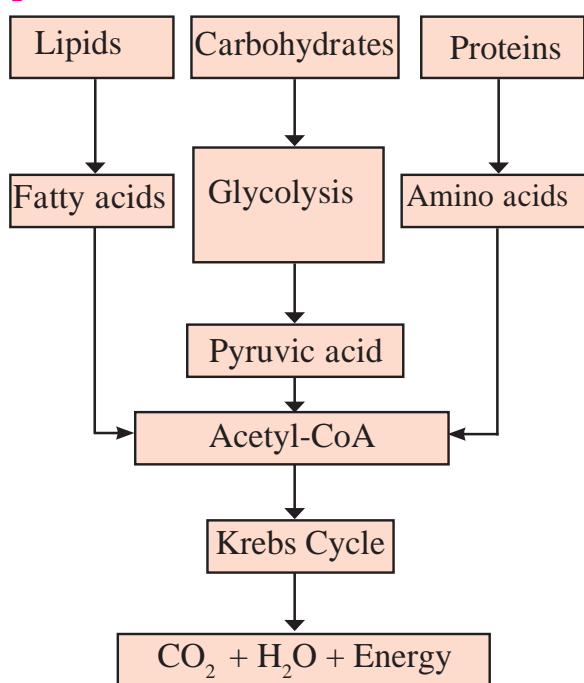 Lipids
Carbohydrates
Proteins
Fatty acids
Glycolysis
Amino acids
Pyruvic acid
Acetyl-CoA
Krebs Cycle
CO₂ + H₂O + Energy